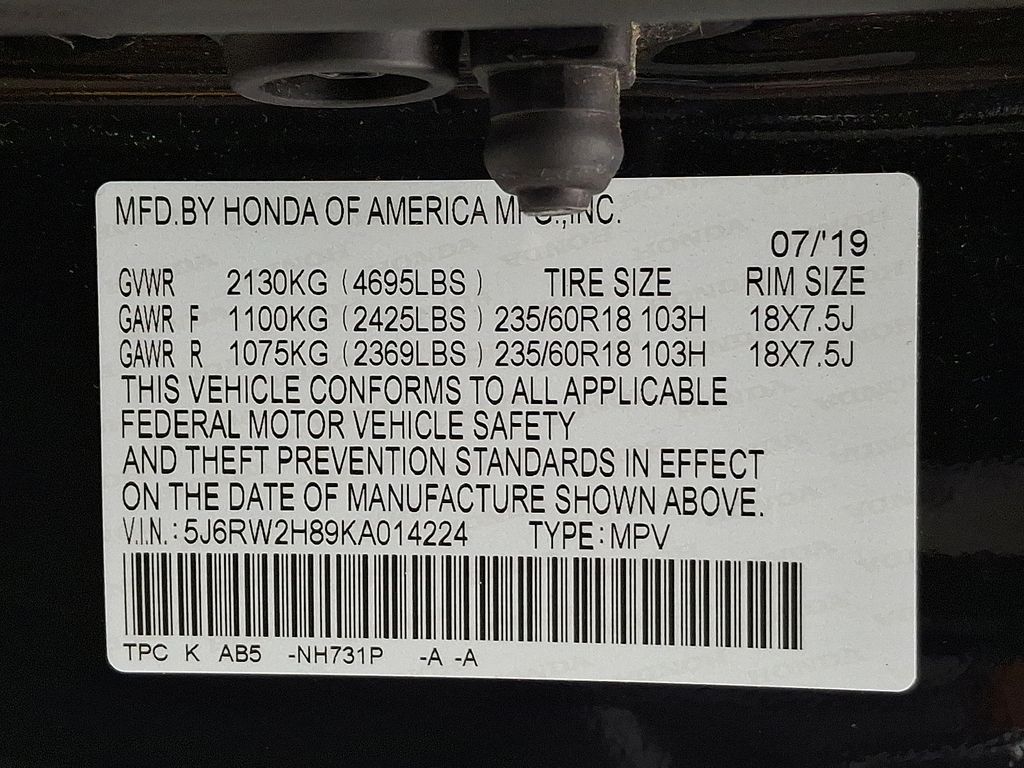 MFD.BY HONDA OF AMERICA MFG.,INC.
07/'19
GVWR 2130KG (4695LBS) TIRE SIZE RIM SIZE
GAWR F 1100KG (2425LBS) 235/60R18 103H 18X7.5J
GAWR R 1075KG (2369LBS) 235/60R18 103H 18X7.5J
THIS VEHICLE CONFORMS TO ALL APPLICABLE
FEDERAL MOTOR VEHICLE SAFETY
AND THEFT PREVENTION STANDARDS IN EFFECT
ON THE DATE OF MANUFACTURE SHOWN ABOVE.
V.I.N.: 5J6RW2H89KA014224 TYPE: MPV
TPC K AB5 -NH731P -A -A